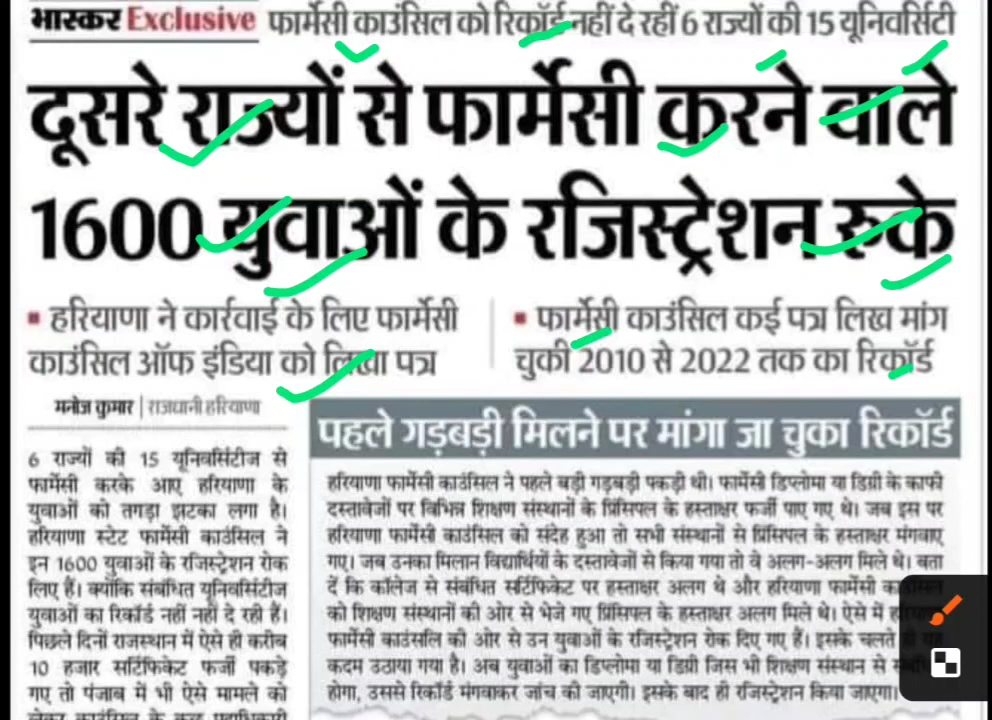 भास्कर Exclusive फार्मेसी काउंसिल को रिकॉर्ड नहीं दे रहीं 6 राज्यों की 15 यूनिवर्सिटी
दूसरे राज्यों से फार्मेसी करने वाले
1600 युवाओं के रजिस्ट्रेशन रुके
▪ हरियाणा ने कार्रवाई के लिए फार्मेसी
काउंसिल ऑफ इंडिया को लिखा पत्र
▪ फार्मेसी काउंसिल कई पत्र लिख मांग
चुकी 2010 से 2022 तक का रिकॉर्ड
मनोज कुमार | राजधानी हरियाणा
6 राज्यों की 15 यूनिवर्सिटीज से
फार्मेसी करके आए हरियाणा के
युवाओं को तगड़ा झटका लगा है।
हरियाणा स्टेट फार्मेसी काउंसिल ने
इन 1600 युवाओं के रजिस्ट्रेशन रोक
लिए हैं। क्योंकि संबंधित यूनिवर्सिटीज
युवाओं का रिकॉर्ड नहीं नहीं दे रही हैं।
पिछले दिनों राजस्थान में ऐसे ही करीब
10 हजार सर्टिफिकेट फर्जी पकड़े
गए तो पंजाब में भी ऐसे मामले को
लेकर काउंसिल के कुछ पदाधिकारी
पहले गड़बड़ी मिलने पर मांगा जा चुका रिकॉर्ड
हरियाणा फार्मेसी काउंसिल ने पहले बड़ी गड़बड़ी पकड़ी थी। फार्मेसी डिप्लोमा या डिग्री के काफी
दस्तावेजों पर विभिन्न शिक्षण संस्थानों के प्रिंसिपल के हस्ताक्षर फर्जी पाए गए थे। जब इस पर
हरियाणा फार्मेसी काउंसिल को संदेह हुआ तो सभी संस्थानों से प्रिंसिपल के हस्ताक्षर मंगवाए
गए। जब उनका मिलान विद्यार्थियों के दस्तावेजों से किया गया तो वे अलग-अलग मिले थे। बता
दें कि कॉलेज से संबंधित सर्टिफिकेट पर हस्ताक्षर अलग थे और हरियाणा फार्मेसी
को शिक्षण संस्थानों की ओर से भेजे गए प्रिंसिपल के हस्ताक्षर अलग मिले थे। ऐसे में
फार्मेसी काउंसलि की ओर से उन युवाओं के रजिस्ट्रेशन रोक दिए गए हैं। इसके चलते
कदम उठाया गया है। अब युवाओं का डिप्लोमा या डिग्री जिस भी शिक्षण संस्थान से
होगा, उससे रिकॉर्ड मंगवाकर जांच की जाएगी। इसके बाद ही रजिस्ट्रेशन किया जाएगा।